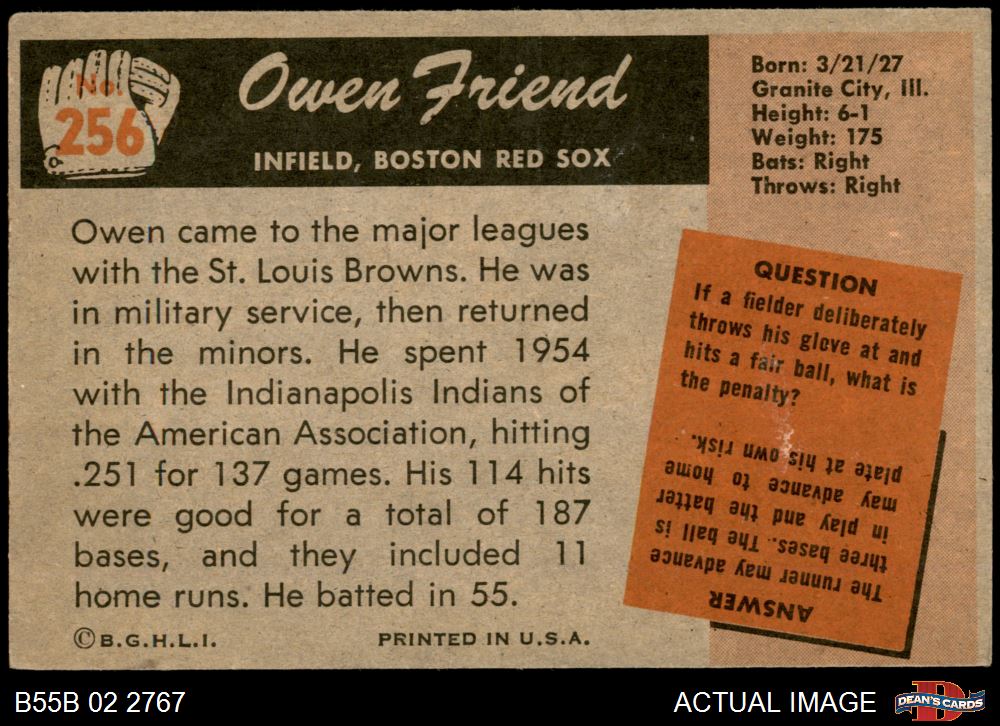 No.
256
Owen Friend
INFIELD, BOSTON RED SOX
Born: 3/21/27
Granite City, Ill.
Height: 6-1
Weight: 175
Bats: Right
Throws: Right
Owen came to the major leagues
with the St. Louis Browns. He was
in military service, then returned
in the minors. He spent 1954
with the Indianapolis Indians of
the American Association, hitting
.251 for 137 games. His 114 hits
were good for a total of 187
bases, and they included 11
home runs. He batted in 55.
©B.G.H.L.I.
PRINTED IN U.S.A.
QUESTION
If a fielder deliberately
throws his glove at and
hits a fair ball, what is
the penalty?
ANSWER
The runner may advance
three bases. The ball is
in play and the batter
may advance to home
plate at his own risk.
B55B 02 2767
ACTUAL IMAGE
D
DEAN'S CARDS